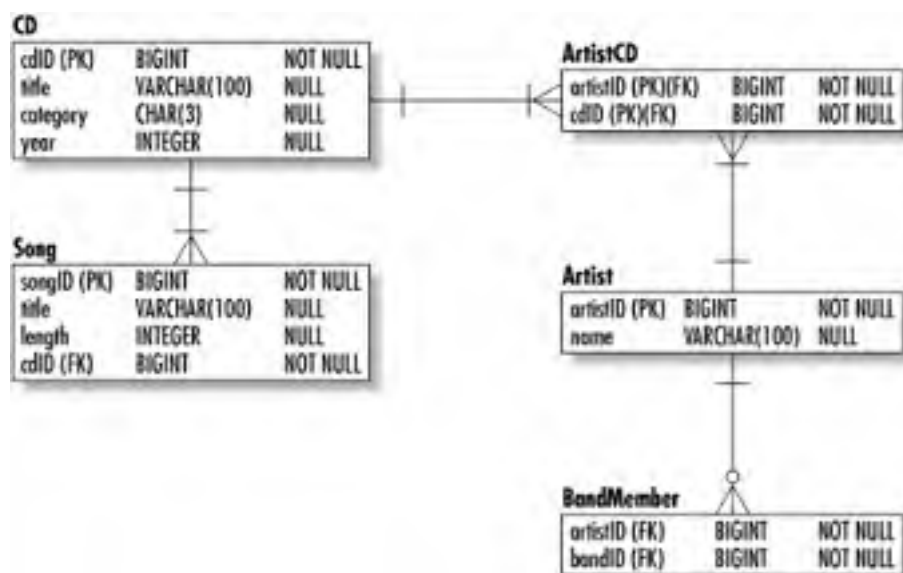 CD
cdID (PK) BIGINT NOT NULL
title VARCHAR(100) NULL
category CHAR(3) NULL
year INTEGER NULL
ArtistCD
artistID (PK)(FK) BIGINT NOT NULL
cdID (PK)(FK) BIGINT NOT NULL
Song
songID (PK) BIGINT NOT NULL
title VARCHAR(100) NULL
length INTEGER NULL
cdID (FK) BIGINT NOT NULL
Artist
artistID (PK) BIGINT NOT NULL
name VARCHAR(100) NULL
BandMember
artistID (FK) BIGINT NOT NULL
bandID (FK) BIGINT NOT NULL